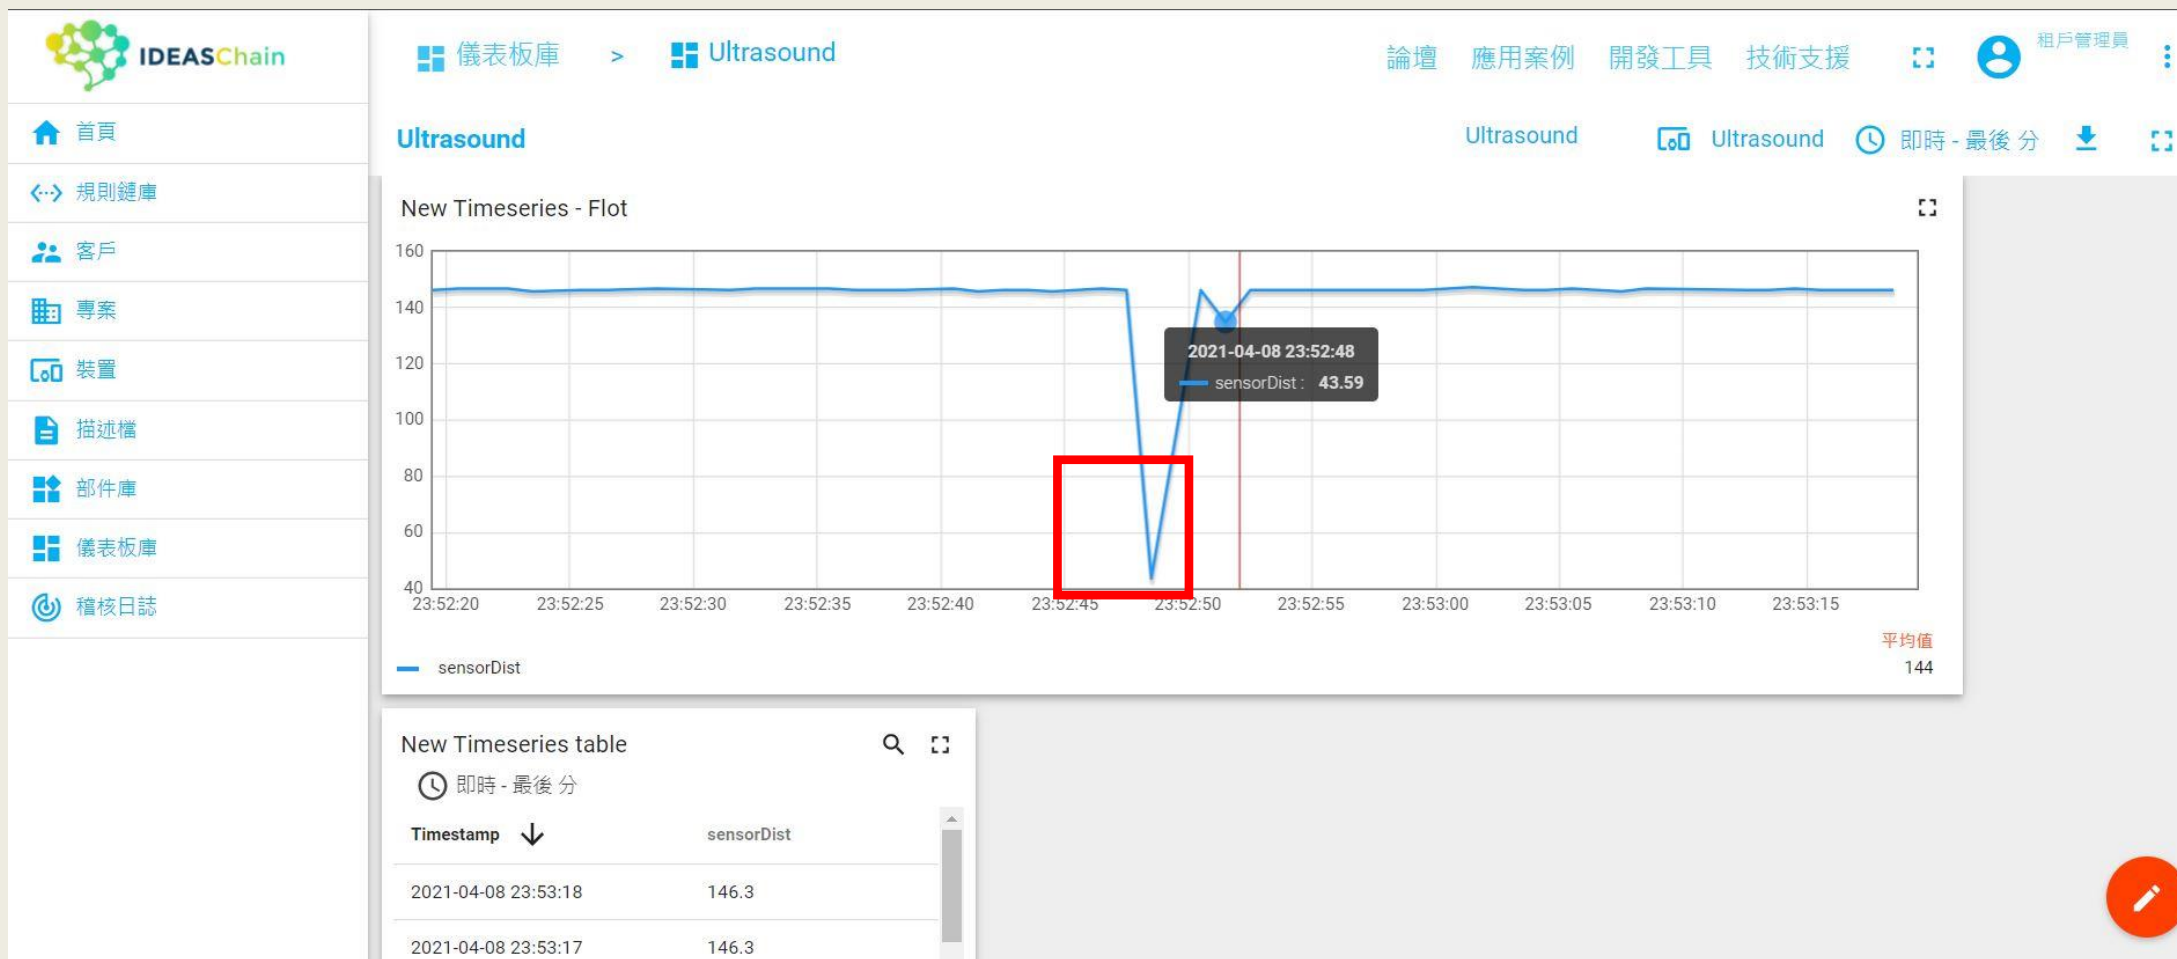 IDEASChain
儀表板庫 > Ultrasound
論壇 應用案例 開發工具 技術支援 租戶管理員
首頁
規則鏈庫
客戶
專案
裝置
描述檔
部件庫
儀表板庫
稽核日誌
Ultrasound
Ultrasound Ultrasound 即時 - 最後 分
New Timeseries - Flot
160
140
120
100
80
60
40
2021-04-08 23:52:48
sensorDist : 43.59
23:52:20 23:52:25 23:52:30 23:52:35 23:52:40 23:52:45 23:52:50 23:52:55 23:53:00 23:53:05 23:53:10 23:53:15
平均值
sensorDist 144
New Timeseries table
即時 - 最後 分
Timestamp sensorDist
2021-04-08 23:53:18 146.3
2021-04-08 23:53:17 146.3